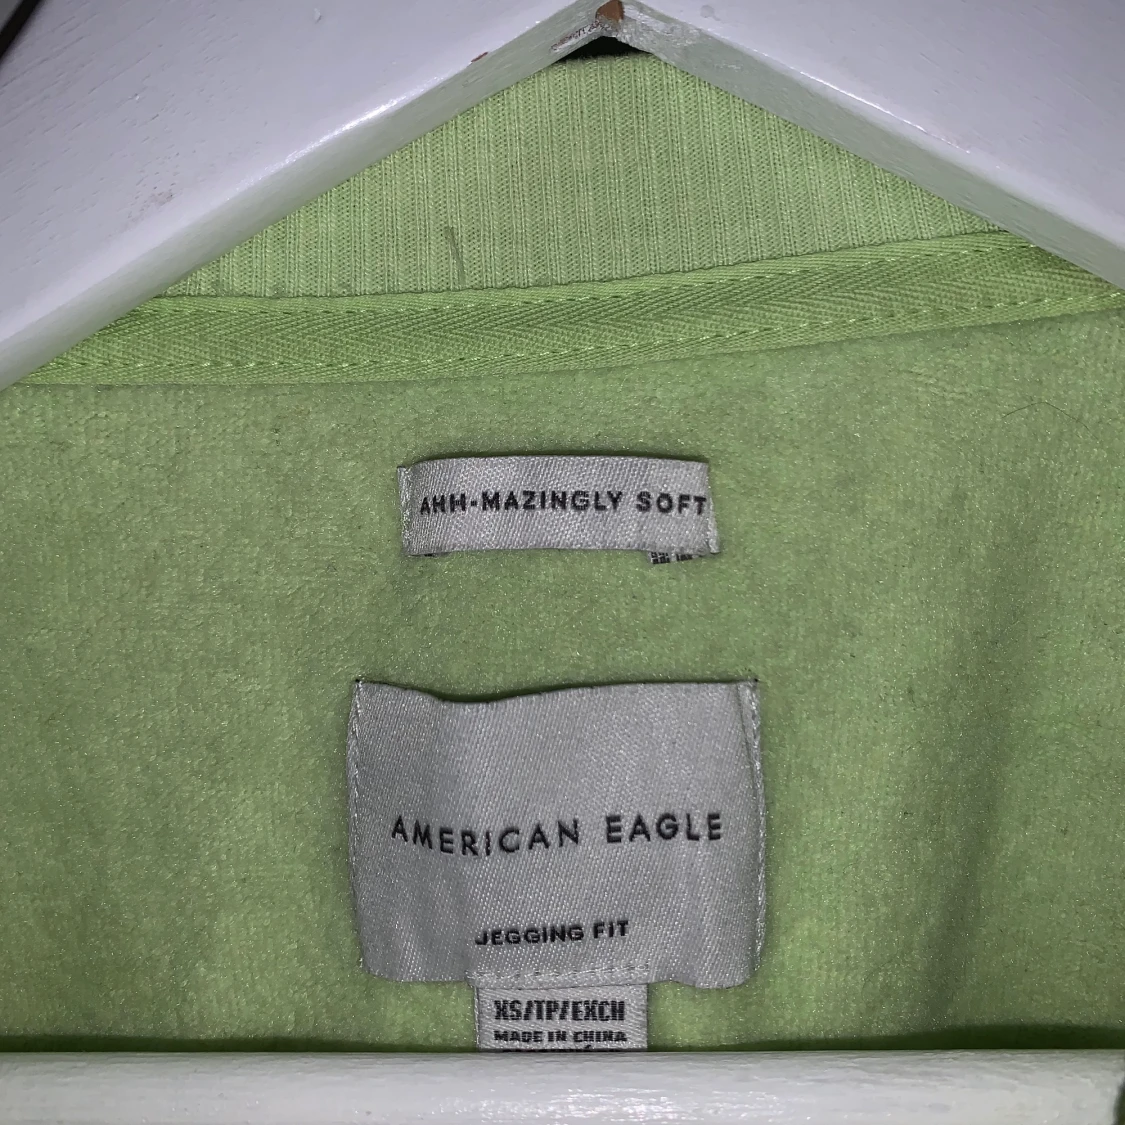 AHH-MAZINGLY SOFT
AMERICAN EAGLE
JEGGING FIT
XS/TP/EXCH
MADE IN CHINA